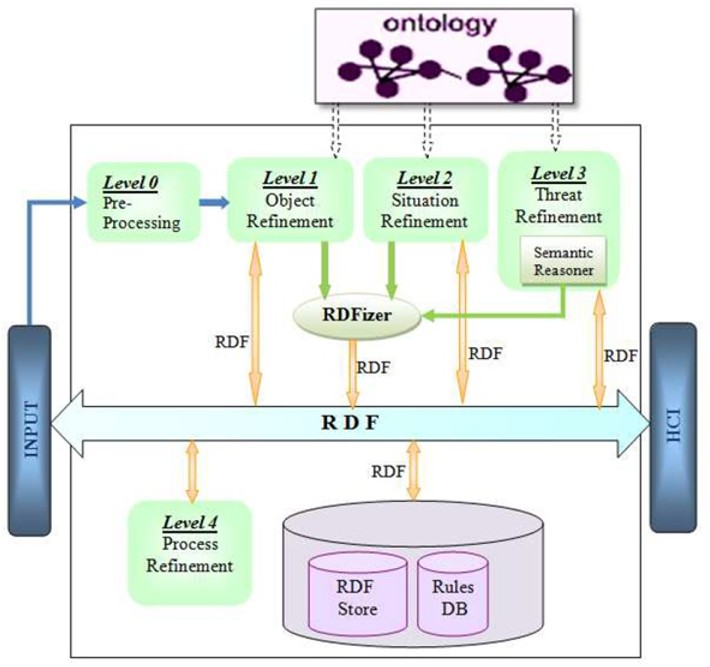 ontology
Level 0
Pre-
Processing
Level 1
Object
Refinement
Level 2
Situation
Refinement
Level 3
Threat
Refinement
Semantic
Reasoner
RDFizer
RDF
RDF
RDF
RDF
INPUT
R D F
HCI
RDF
Level 4
Process
Refinement
RDF
Store
Rules
DB